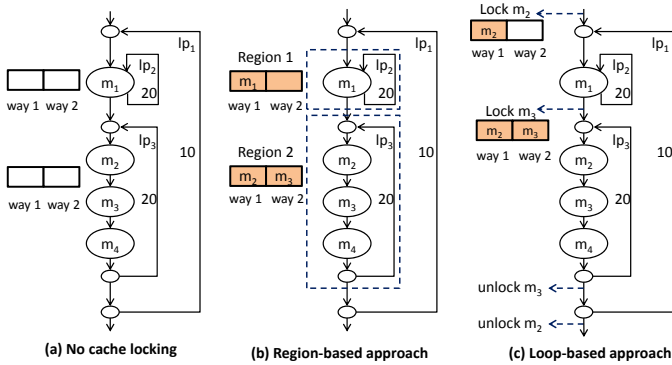 lp1
lp2
m1
20
way 1 way 2
lp3
10
m2
m3
20
way 1 way 2
m4
(a) No cache locking
lp1
Region 1
lp2
m1
m1
20
way 1 way 2
lp3
10
Region 2
m2 m3
m2
way 1 way 2
m3
20
m4
(b) Region-based approach
Lock m2
m2
lp1
way 1 way 2
lp2
m1
20
Lock m3
m2 m3
lp3
10
way 1 way 2
m2
m3
20
m4
unlock m3
unlock m2
(c) Loop-based approach